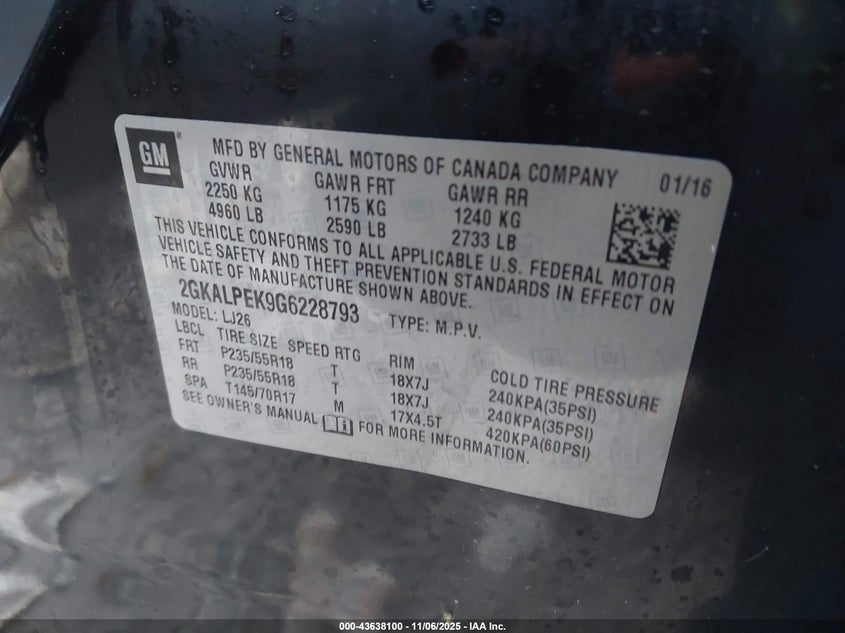 GM
MFD BY GENERAL MOTORS OF CANADA COMPANY 01/16
GVWR GAWR FRT GAWR RR
2250 KG 1175 KG 1240 KG
4960 LB 2590 LB 2733 LB
THIS VEHICLE CONFORMS TO ALL APPLICABLE U.S. FEDERAL MOTOR
VEHICLE SAFETY AND THEFT PREVENTION STANDARDS IN EFFECT ON
THE DATE OF MANUFACTURE SHOWN ABOVE.
2GKALPEK9G6228793 TYPE: M.P.V.
MODEL: LJ26
LBCL TIRE SIZE SPEED RTG RIM COLD TIRE PRESSURE
FRT P235/55R18 T 18X7J 240KPA(35PSI)
RR P235/55R18 T 18X7J 240KPA(35PSI)
SPA T145/70R17 M 17X4.5T 420KPA(60PSI)
SEE OWNER'S MANUAL FOR MORE INFORMATION.
000-43638100 - 11/06/2025 - IAA Inc.